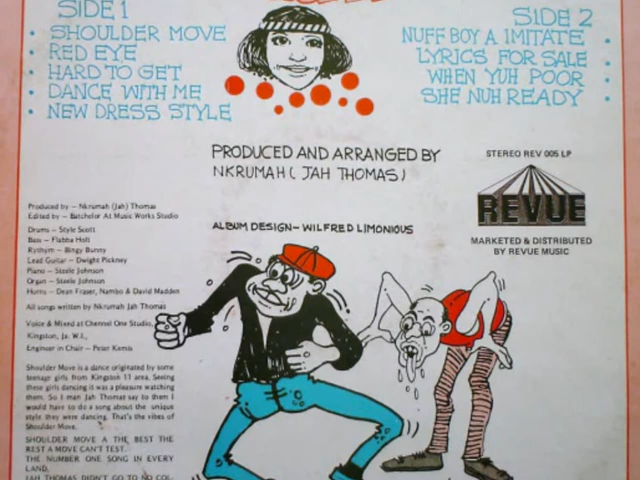 SIDE 1
• SHOULDER MOVE
• RED EYE
• HARD TO GET
• DANCE WITH ME
• NEW DRESS STYLE
SIDE 2
NUFF BOY A IMITATE •
LYRICS FOR SALE •
WHEN YUH POOR •
SHE NUH READY •
PRODUCED AND ARRANGED BY
NKRUMAH ( JAH THOMAS )
STEREO REV 005 LP
REVUE
MARKETED & DISTRIBUTED
BY REVUE MUSIC
ALBUM DESIGN – WILFRED LIMONIOUS
Produced by – Nkrumah (Jah) Thomas
Edited by – Batchelor At Music Works Studio
Drums – Style Scott
Bass – Flabba Holt
Rythym – Bingy Bunny
Lead Guitar – Dwight Pickney
Piano – Steele Johnson
Organ – Steele Johnson
Horns – Dean Fraser, Nambo & David Madden
All songs written by Nkrumah Jah Thomas
Voice & Mixed at Chennel One Studio,
Kingston, Ja. W.I.,
Engineer in Chair – Peter Kemis
Shoulder Move is a dance originated by some
teenage girls from Kingston 11 area. Seeing
these girls dancing it was a pleasure watching
them. So I man Jah Thomas say to them I
would have to do a song about the unique
style they were dancing. That's the vibes of
Shoulder Move.
SHOULDER MOVE A THE BEST THE
REST A MOVE CAN'T TEST.
THE NUMBER ONE SONG IN EVERY
LAND.
JAH THOMAS DIDN'T GO TO NO COL-